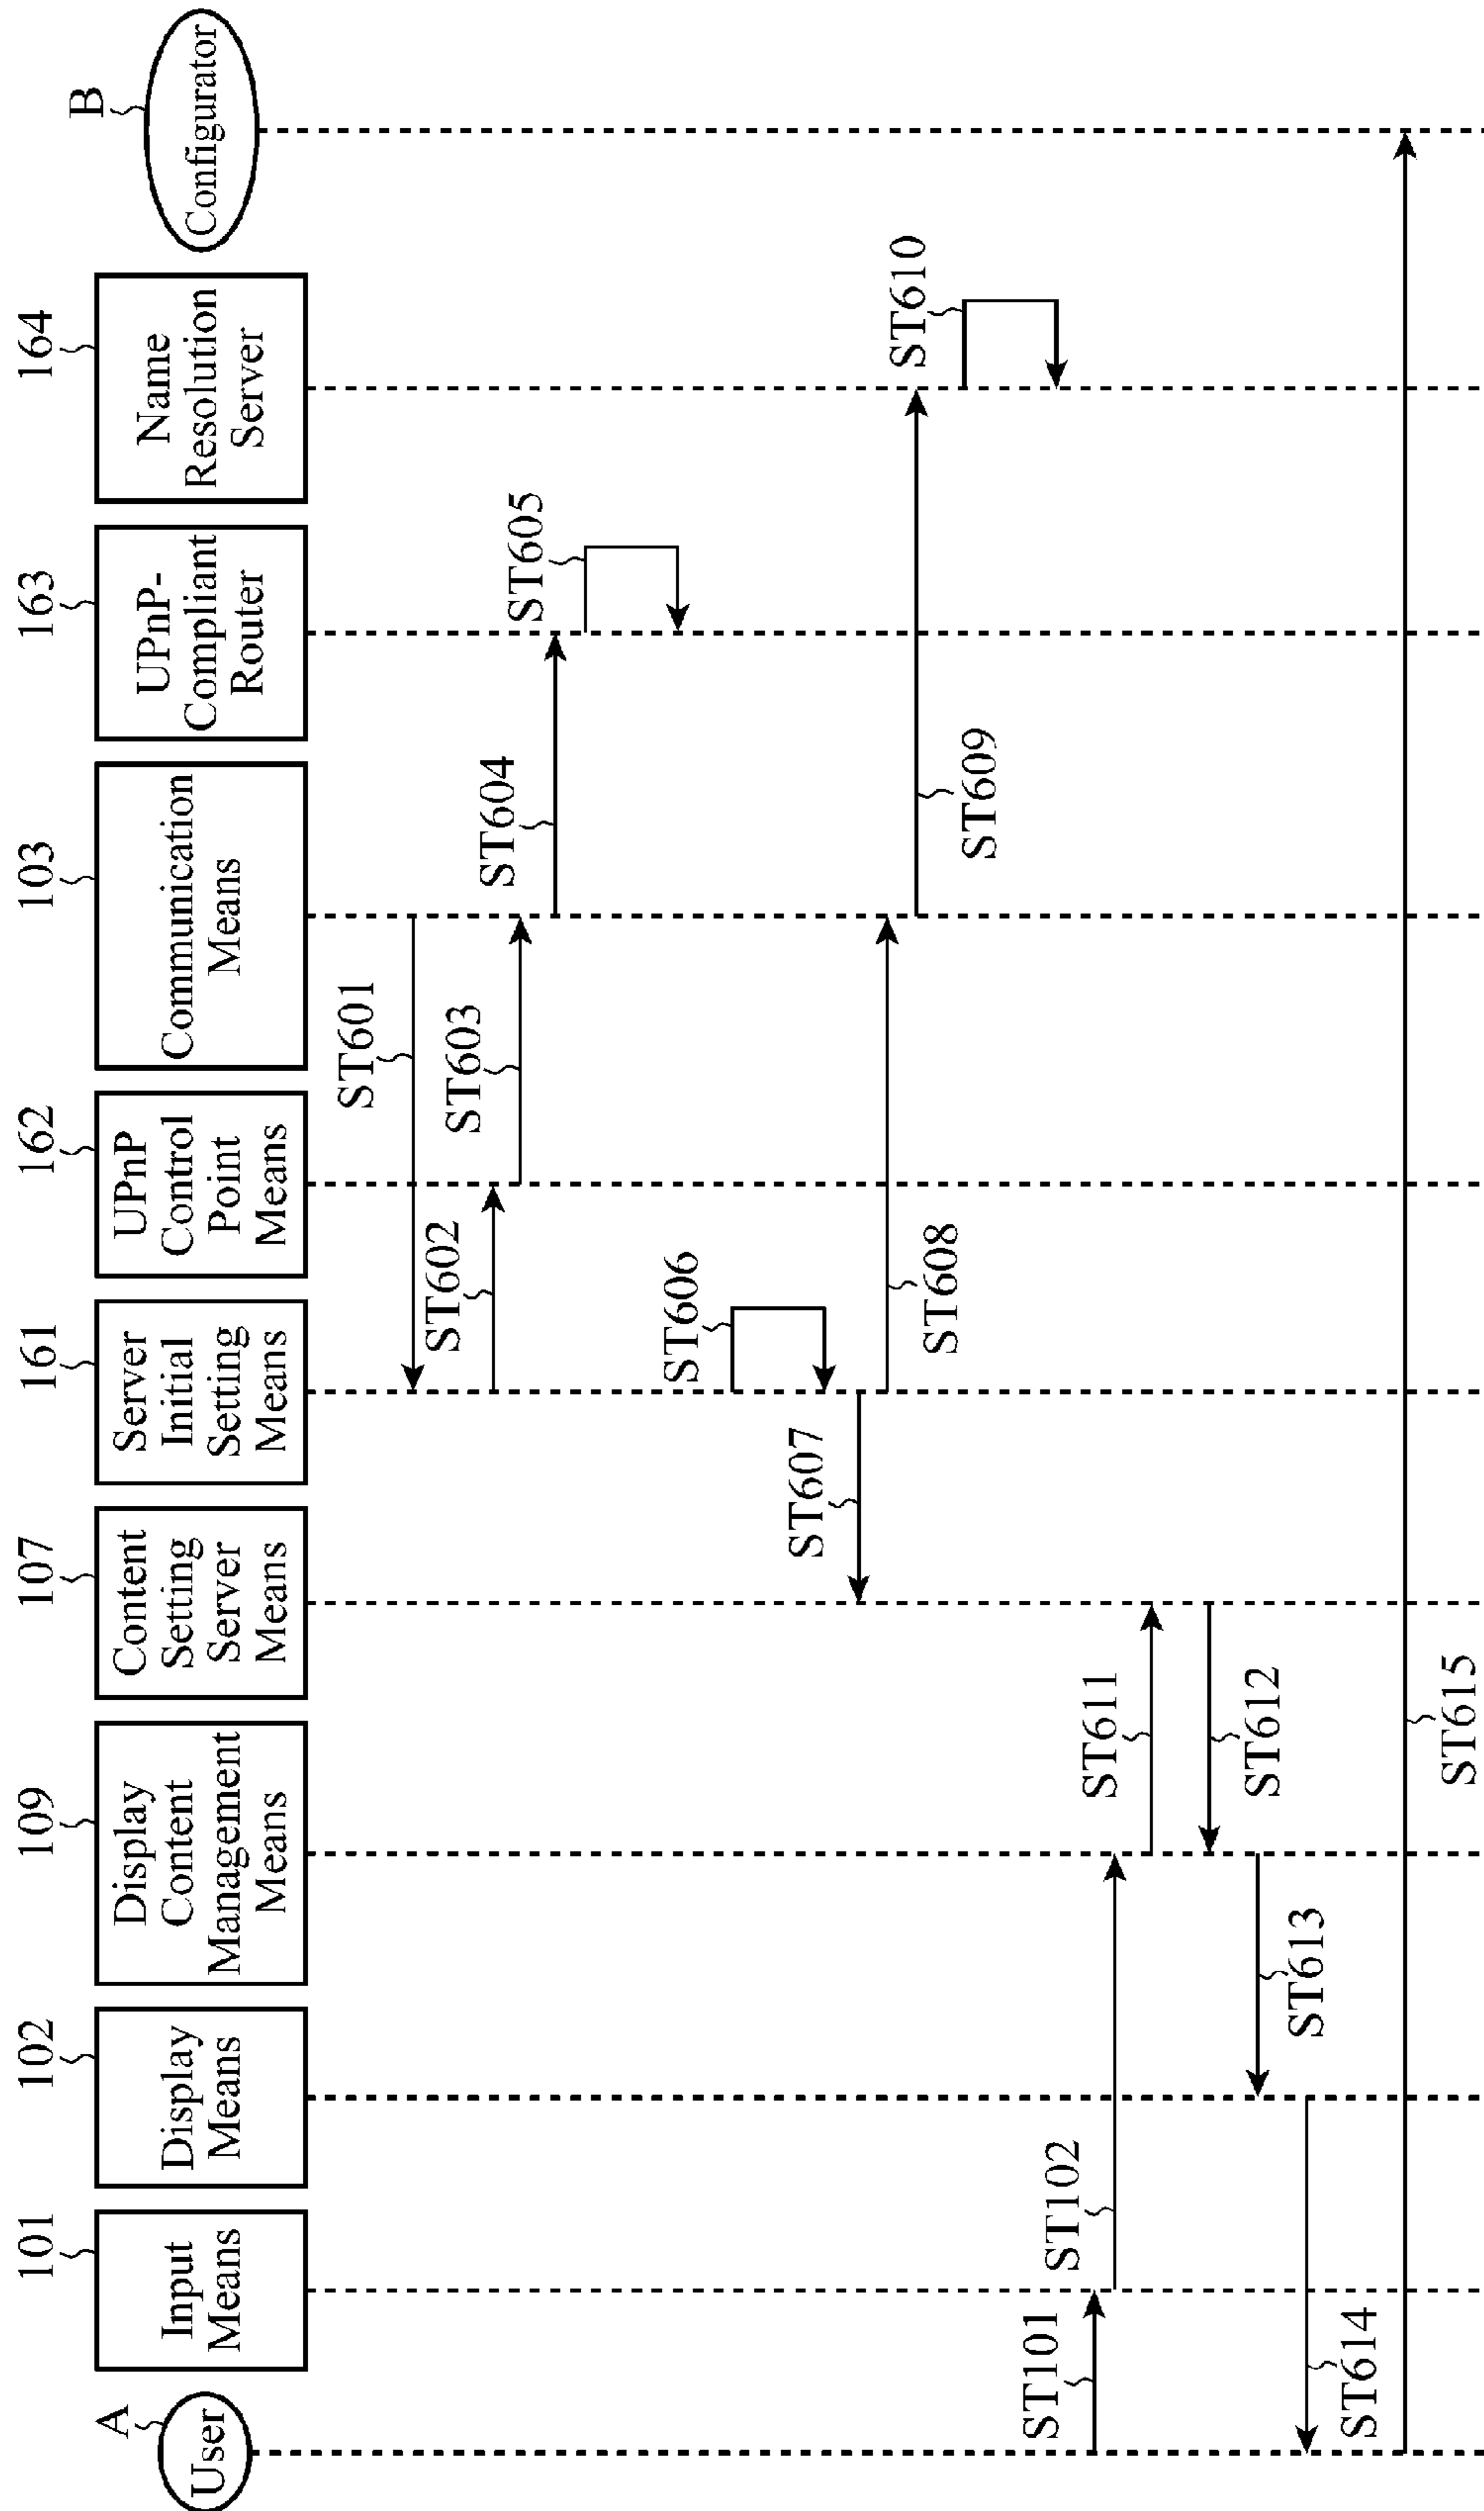 A
User
101
Input
Means
102
Display
Means
109
Display
Content
Management
Means
107
Content
Setting
Server
Means
161
Server
Initial
Setting
Means
162
UPnP
Control
Point
Means
103
Communication
Means
163
UPnP-
Compliant
Router
164
Name
Resolution
Server
B
Configurator
ST601
ST602
ST603
ST604
ST605
ST606
ST607
ST608
ST609
ST610
ST101
ST102
ST611
ST612
ST613
ST614
ST615